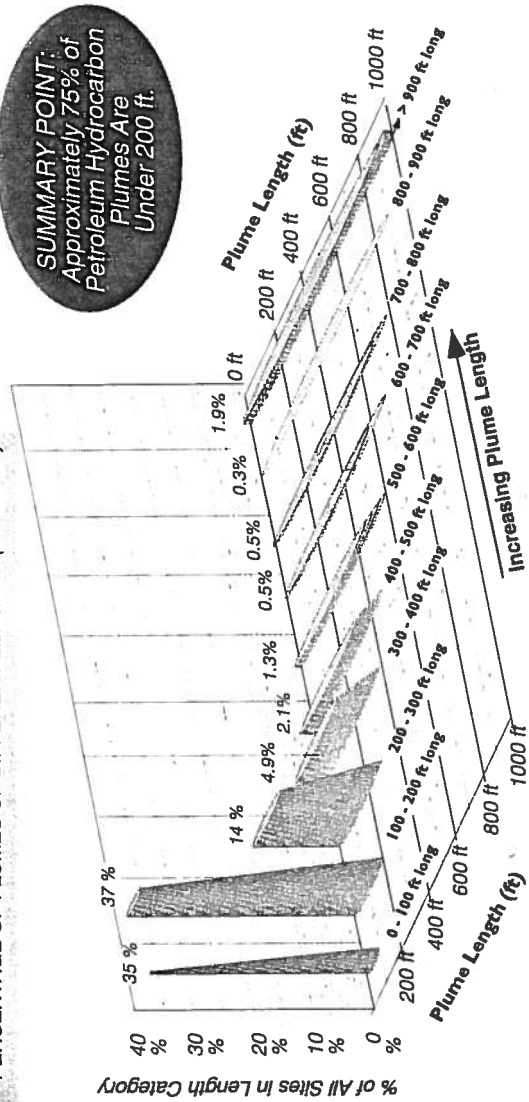 SUMMARY POINT:
Approximately 75% of
Petroleum Hydrocarbon
Plumes Are
Under 200 ft.
% of All Sites In Length Category
40
%
30
%
20
%
10
%
0
%
35 %
37 %
14 %
4.9%
2.1%
1.3%
0.5%
0.5%
0.3%
1.9%
0 ft
200 ft
400 ft
600 ft
800 ft
1000 ft
Plume Length (ft)
0 - 100 ft long
100 - 200 ft long
200 - 300 ft long
300 - 400 ft long
400 - 500 ft long
500 - 600 ft long
600 - 700 ft long
700 - 800 ft long
800 - 900 ft long
> 900 ft long
200 ft
400 ft
600 ft
800 ft
1000 ft
Plume Length (ft)
Increasing Plume Length